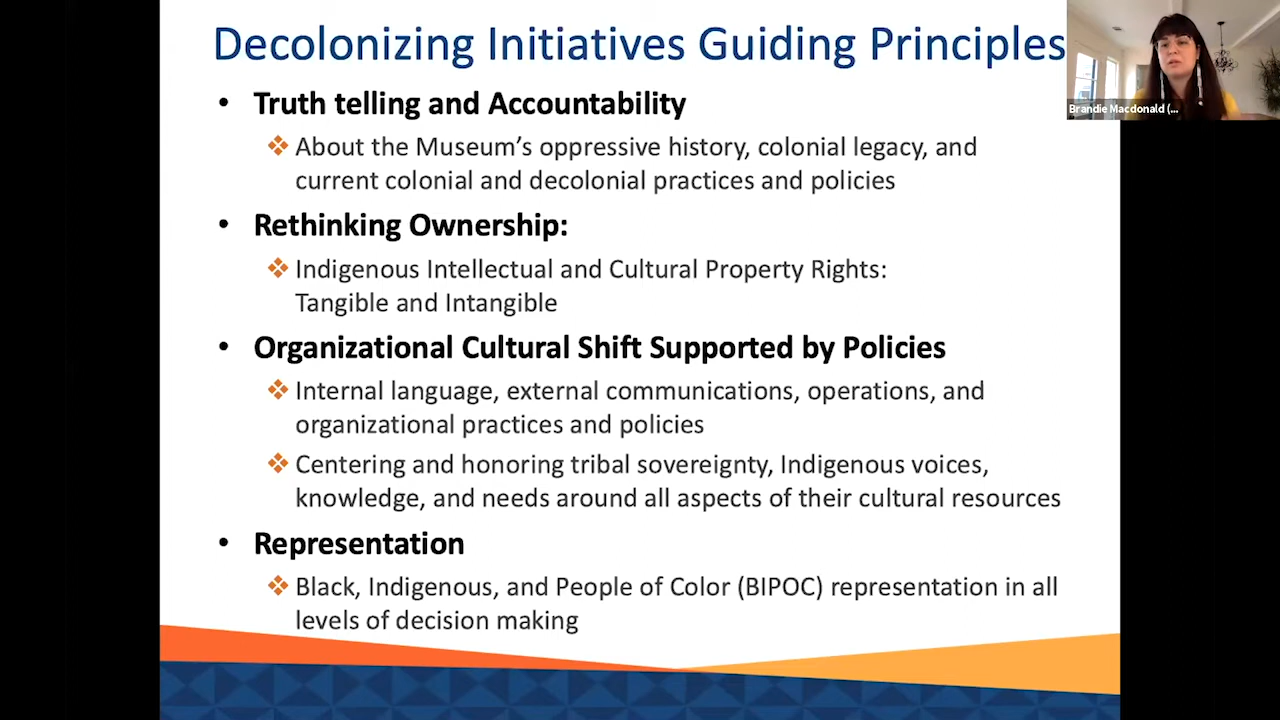 Decolonizing Initiatives Guiding Principles
Brandie Macdonald (...
• Truth telling and Accountability
❖ About the Museum's oppressive history, colonial legacy, and
current colonial and decolonial practices and policies
• Rethinking Ownership:
❖ Indigenous Intellectual and Cultural Property Rights:
Tangible and Intangible
• Organizational Cultural Shift Supported by Policies
❖ Internal language, external communications, operations, and
organizational practices and policies
❖ Centering and honoring tribal sovereignty, Indigenous voices,
knowledge, and needs around all aspects of their cultural resources
• Representation
❖ Black, Indigenous, and People of Color (BIPOC) representation in all
levels of decision making